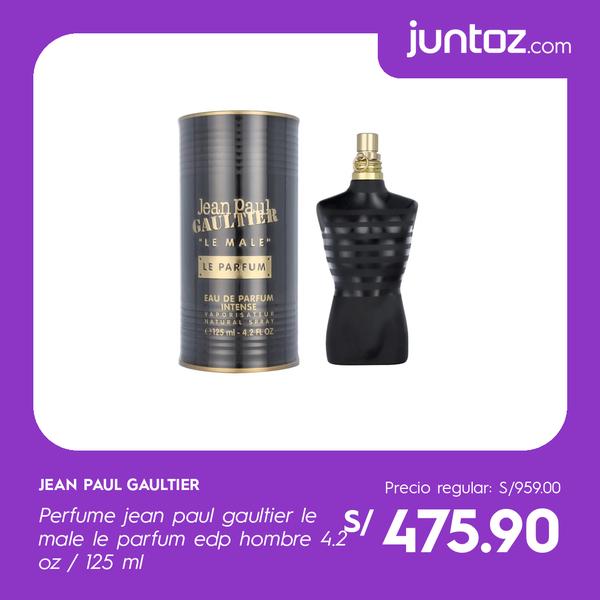 juntoz.com
Jean Paul
GAULTIER
"LE MALE"
LE PARFUM
EAU DE PARFUM
INTENSE
VAPORISATEUR
NATURAL SPRAY
℮ 125 ml - 4.2 FL OZ
JEAN PAUL GAULTIER
Perfume jean paul gaultier le
male le parfum edp hombre 4.2
oz / 125 ml
Precio regular: S/959.00
S/ 475.90